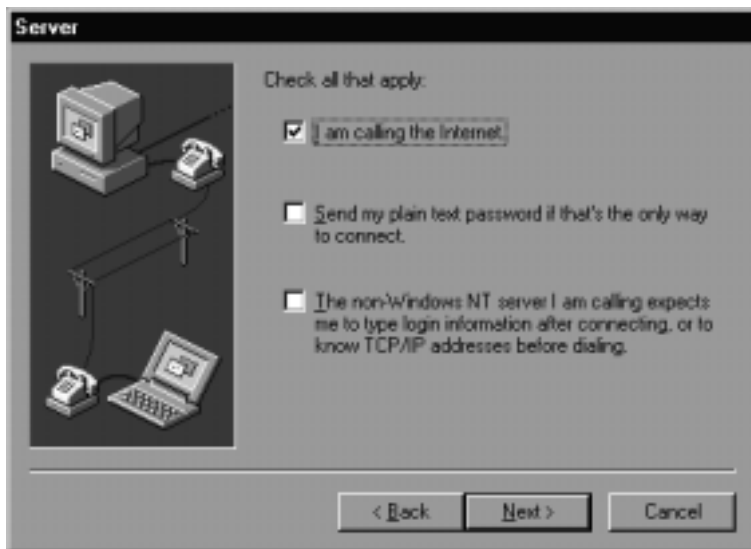 Server
Check all that apply:
I am calling the Internet.
Send my plain text password if that's the only way
to connect.
The non-Windows NT server I am calling expects
me to type login information after connecting, or to
know TCP/IP addresses before dialing.
< Back
Next >
Cancel